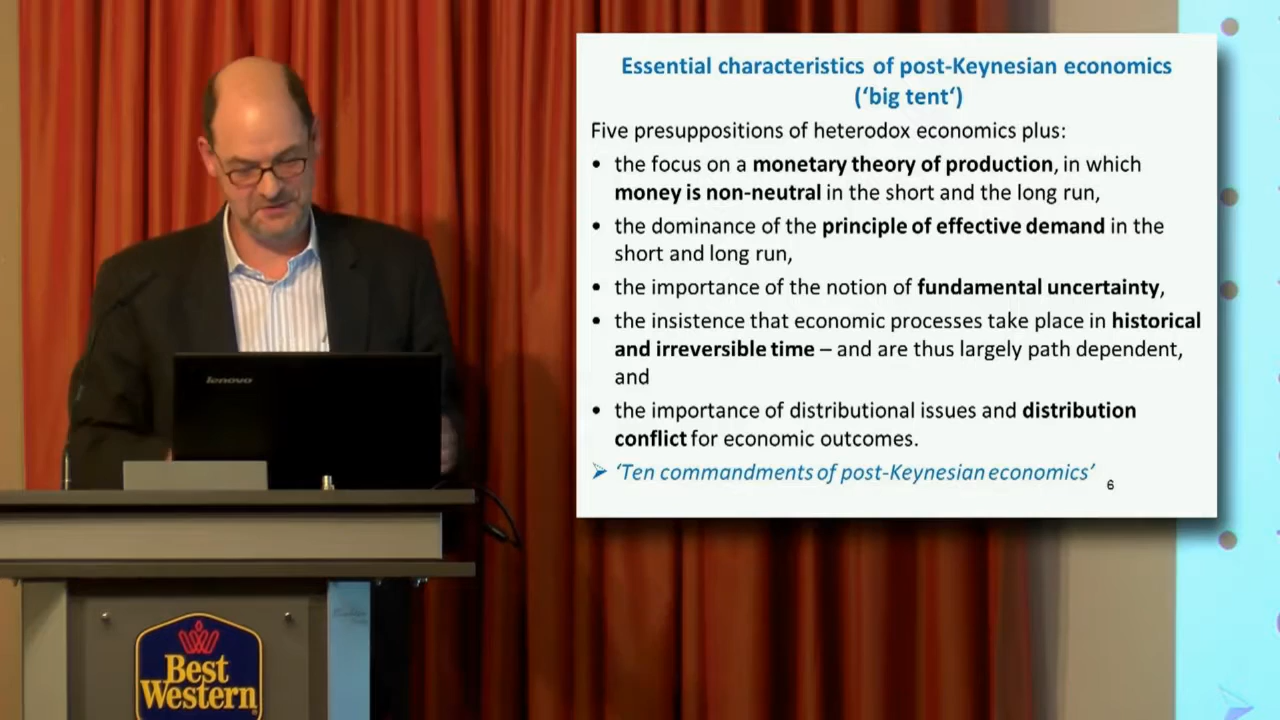 Essential characteristics of post-Keynesian economics
(‘big tent‘)
Five presuppositions of heterodox economics plus:
• the focus on a monetary theory of production, in which
money is non-neutral in the short and the long run,
• the dominance of the principle of effective demand in the
short and long run,
• the importance of the notion of fundamental uncertainty,
• the insistence that economic processes take place in historical
and irreversible time – and are thus largely path dependent,
and
• the importance of distributional issues and distribution
conflict for economic outcomes.
➢ ‘Ten commandments of post-Keynesian economics’
6
lenovo
Best
Western